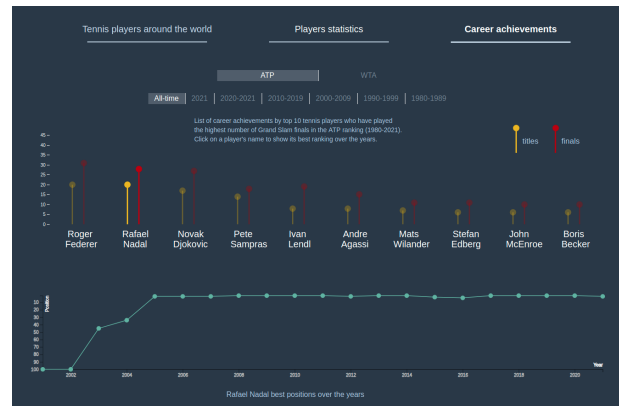 Tennis players around the world
Players statistics
Career achievements
ATP
WTA
All-time
2021
2020-2021
2010-2019
2000-2009
1990-1999
1980-1989
List of career achievements by top 10 tennis players who have played
the highest number of Grand Slam finals in the ATP ranking (1980-2021).
Click on a player's name to show its best ranking over the years.
titles
finals
45
40
35
30
25
20
15
10
5
0
Roger
Federer
Rafael
Nadal
Novak
Djokovic
Pete
Sampras
Ivan
Lendl
Andre
Agassi
Mats
Wilander
Stefan
Edberg
John
McEnroe
Boris
Becker
Position
10
20
30
40
50
60
70
80
90
100
Year
2002
2004
2006
2008
2010
2012
2014
2016
2018
2020
Rafael Nadal best positions over the years